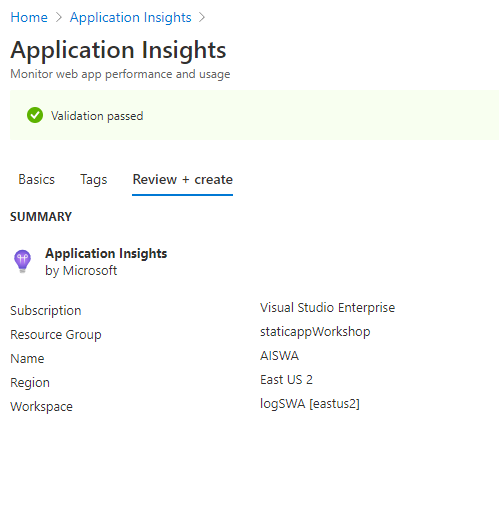 Home > Application Insights >
Application Insights
Monitor web app performance and usage
Validation passed
Basics Tags Review + create
SUMMARY
Application Insights
by Microsoft
Subscription Visual Studio Enterprise
Resource Group staticappWorkshop
Name AISWA
Region East US 2
Workspace logSWA [eastus2]